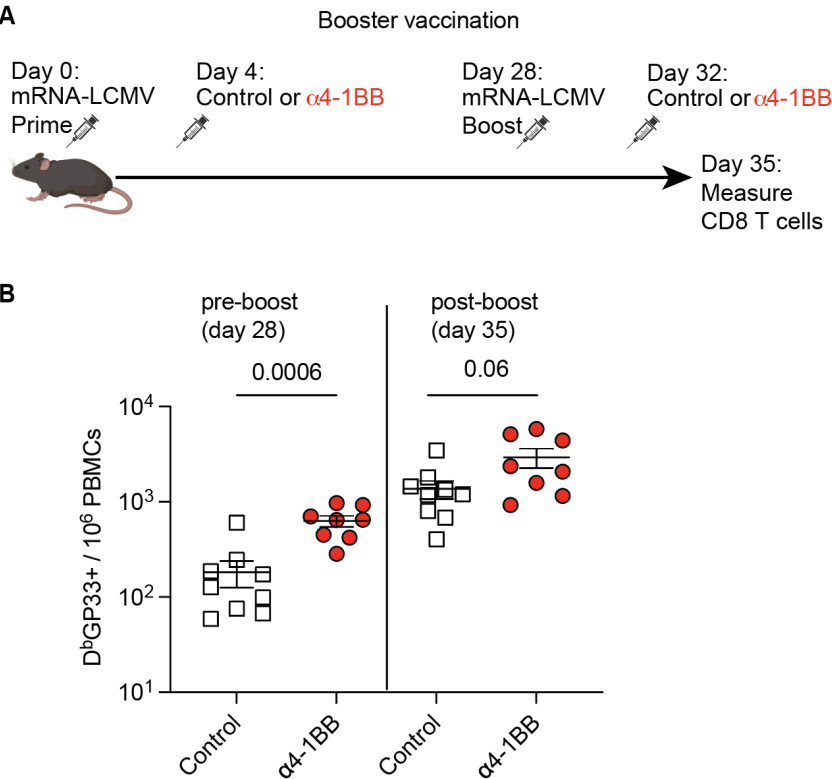 A
Booster vaccination
Day 0:
mRNA-LCMV
Prime
Day 4:
Control or α4-1BB
Day 28:
mRNA-LCMV
Boost
Day 32:
Control or α4-1BB
Day 35:
Measure
CD8 T cells
B
pre-boost
(day 28)
post-boost
(day 35)
0.0006
0.06
DᵇGP33+ / 10⁶ PBMCs
10⁴
10³
10²
10¹
Control
α4-1BB
Control
α4-1BB